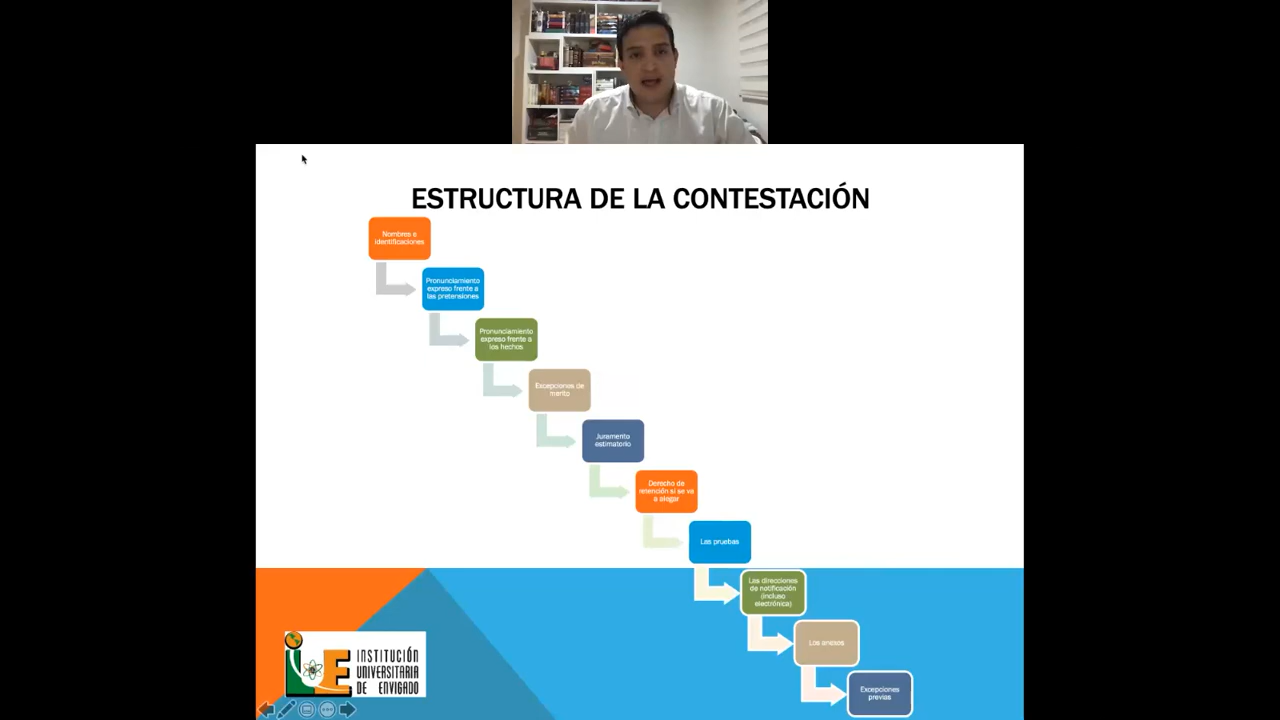 ESTRUCTURA DE LA CONTESTACIÓN
Nombres e
identificaciones
Pronunciamiento
expreso frente a
las pretensiones
Pronunciamiento
expreso frente a
los hechos
Excepciones de
merito
Juramento
estimatorio
Derecho de
retención si se va
a alegar
Las pruebas
Las direcciones
de notificación
(incluso
electrónica)
Los anexos
Excepciones
previas
iUE
INSTITUCIÓN
UNIVERSITARIA
DE ENVIGADO